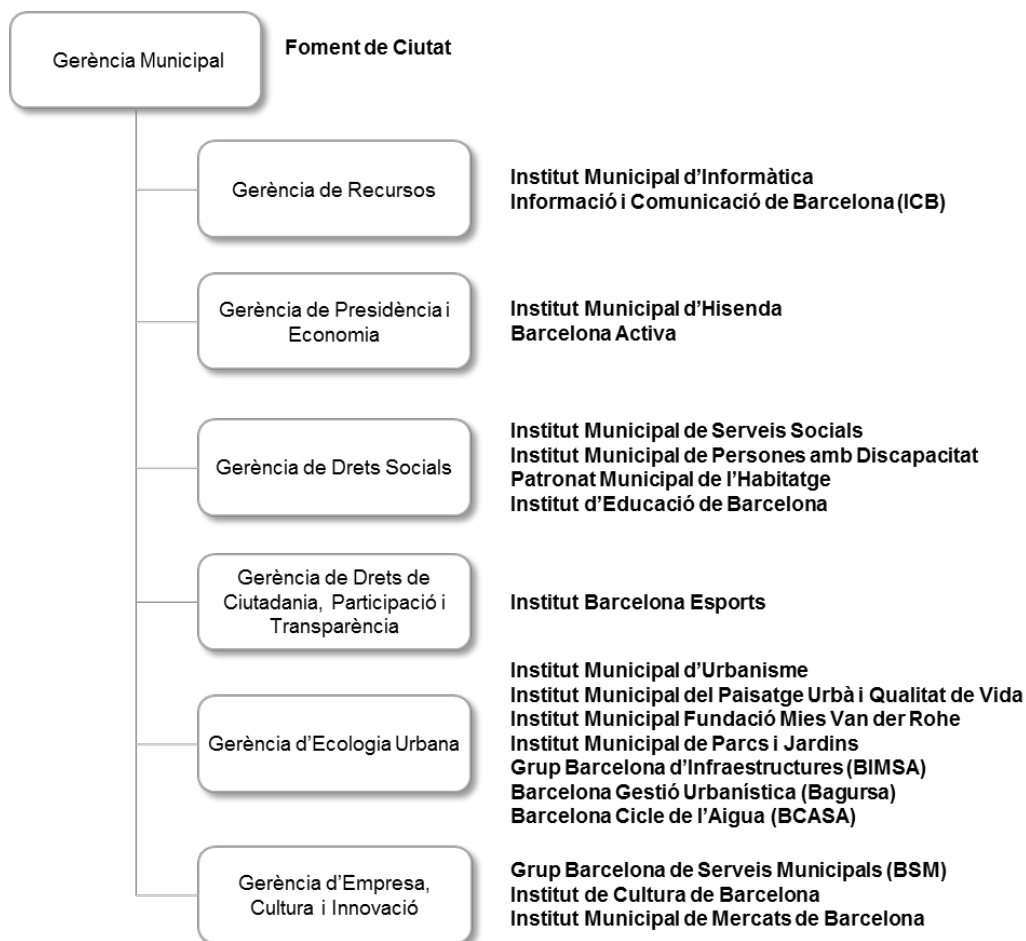 Gerència Municipal
Foment de Ciutat
Gerència de Recursos
Institut Municipal d’Informàtica
Informació i Comunicació de Barcelona (ICB)
Gerència de Presidència i
Economia
Institut Municipal d’Hisenda
Barcelona Activa
Gerència de Drets Socials
Institut Municipal de Serveis Socials
Institut Municipal de Persones amb Discapacitat
Patronat Municipal de l’Habitatge
Institut d’Educació de Barcelona
Gerència de Drets de
Ciutadania, Participació i
Transparència
Institut Barcelona Esports
Gerència d’Ecologia Urbana
Institut Municipal d’Urbanisme
Institut Municipal del Paisatge Urbà i Qualitat de Vida
Institut Municipal Fundació Mies Van der Rohe
Institut Municipal de Parcs i Jardins
Grup Barcelona d’Infraestructures (BIMSA)
Barcelona Gestió Urbanística (Bagursa)
Barcelona Cicle de l’Aigua (BCASA)
Gerència d’Empresa,
Cultura i Innovació
Grup Barcelona de Serveis Municipals (BSM)
Institut de Cultura de Barcelona
Institut Municipal de Mercats de Barcelona